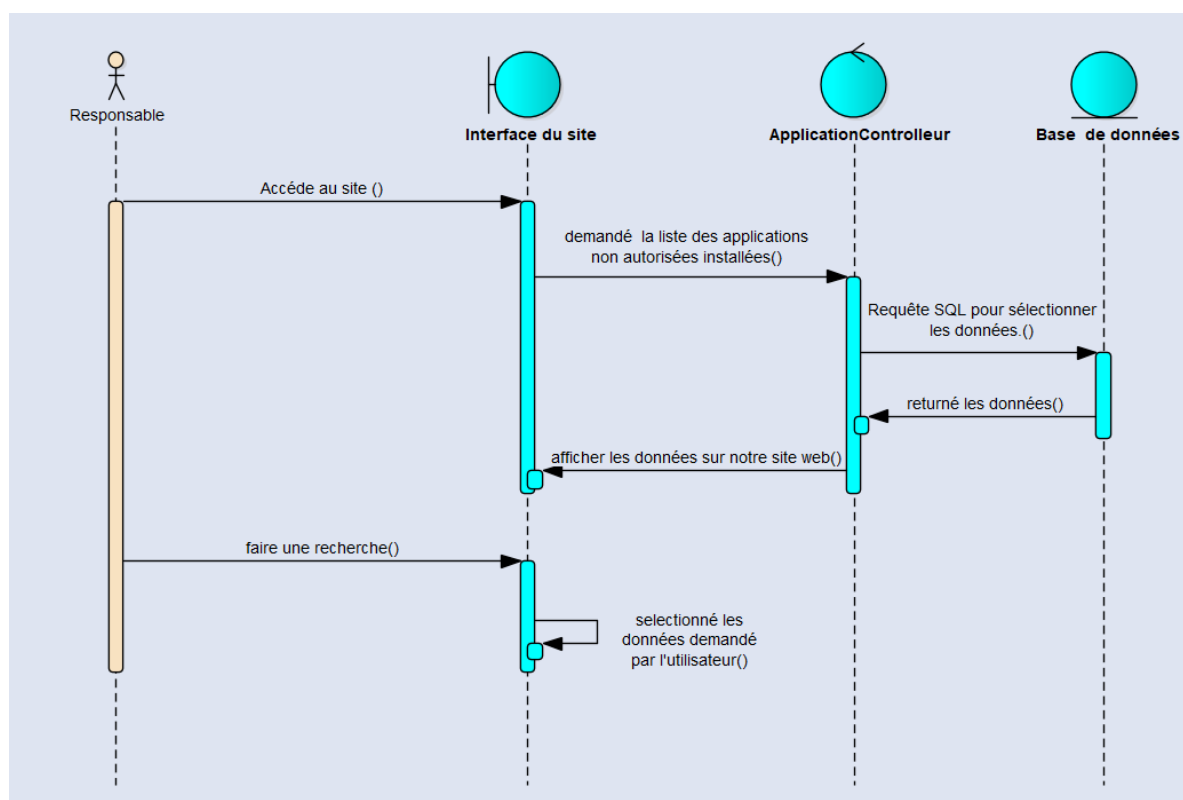 Responsable
Interface du site
ApplicationControlleur
Base de données
Accéde au site ()
demandé la liste des applications
non autorisées installées()
Requête SQL pour sélectionner
les données.()
returné les données()
afficher les données sur notre site web()
faire une recherche()
selectionné les
données demandé
par l'utilisateur()